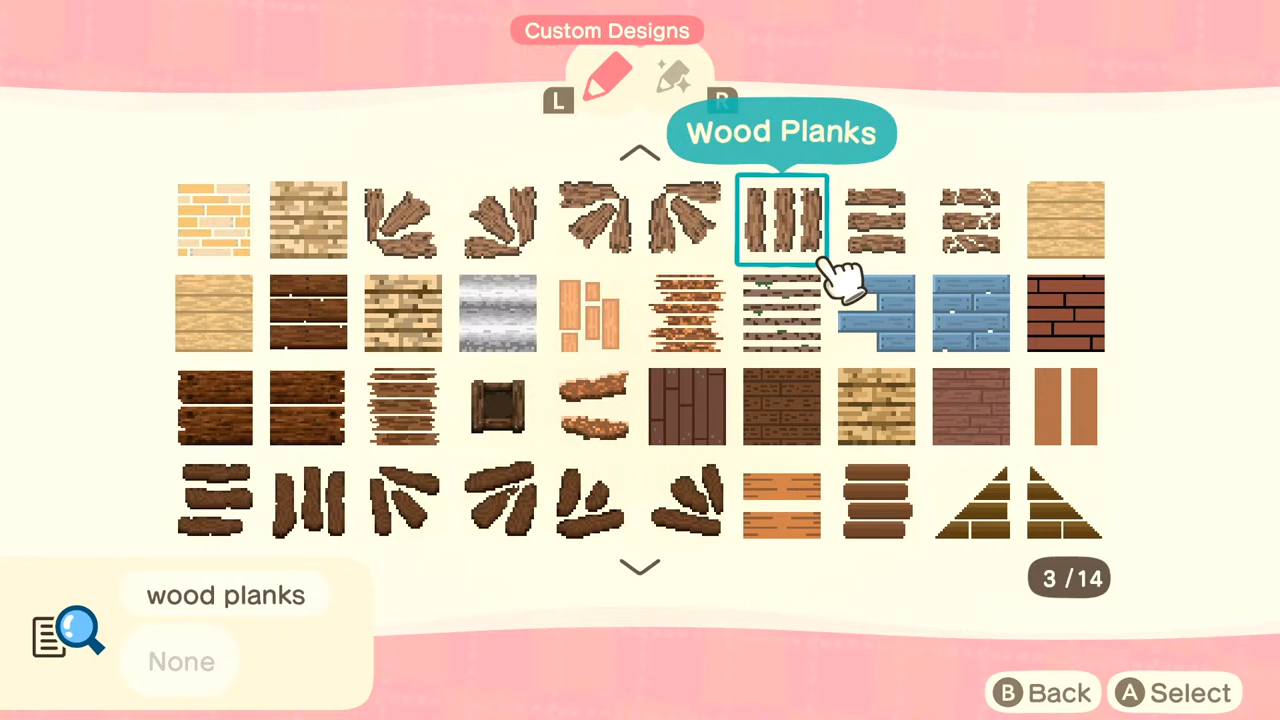 Custom Designs
L
R
Wood Planks
3 /14
wood planks
None
B Back
A Select